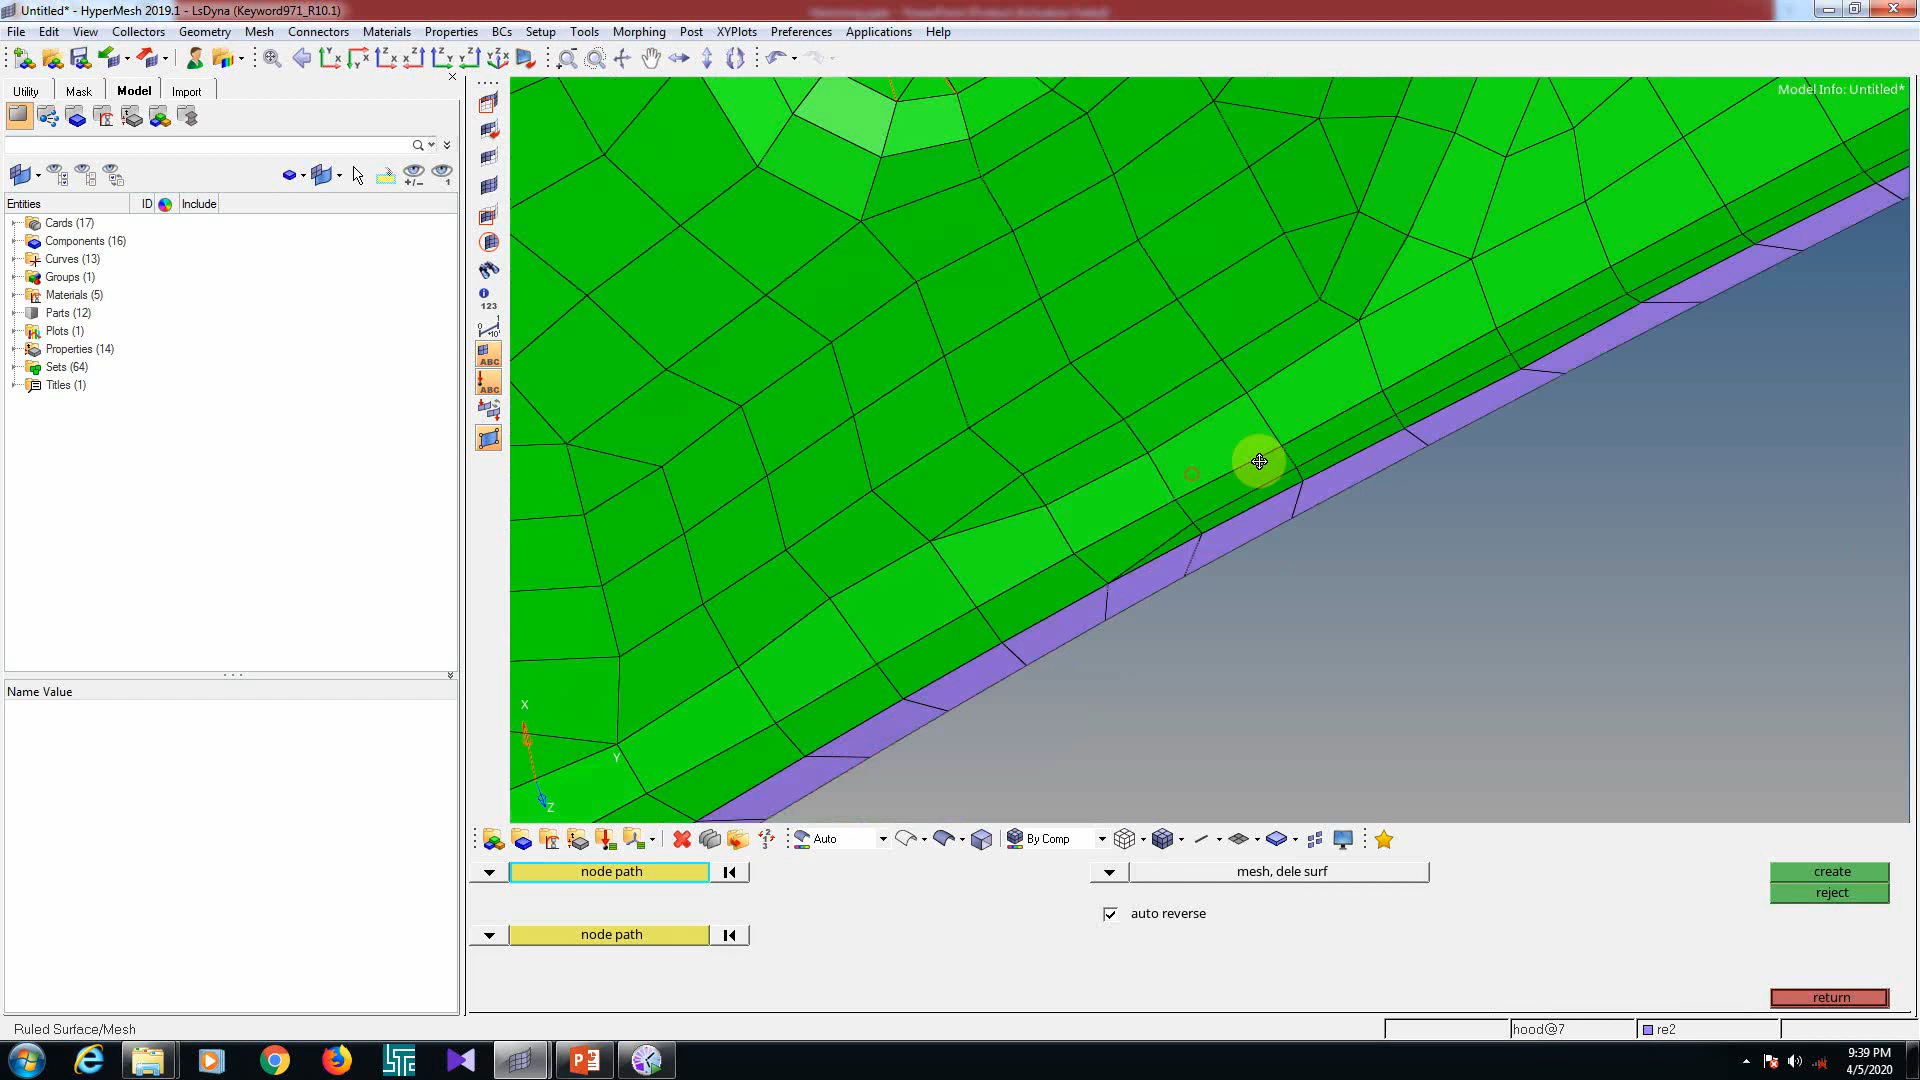 Untitled* - HyperMesh 2019.1 - LsDyna (Keyword971_R10.1)
File Edit View Collectors Geometry Mesh Connectors Materials Properties BCs Setup Tools Morphing Post XYPlots Preferences Applications Help
Utility Mask Model Import
Model Info: Untitled*
Entities ID Include
Cards (17)
Components (16)
Curves (13)
Groups (1)
Materials (5)
Parts (12)
Plots (1)
Properties (14)
Sets (64)
Titles (1)
123
ABC
ABC
Name Value
X
Y
Z
Auto By Comp
node path mesh, dele surf create
reject
auto reverse
node path
return
Ruled Surface/Mesh hood@7 re2
9:39 PM
4/5/2020